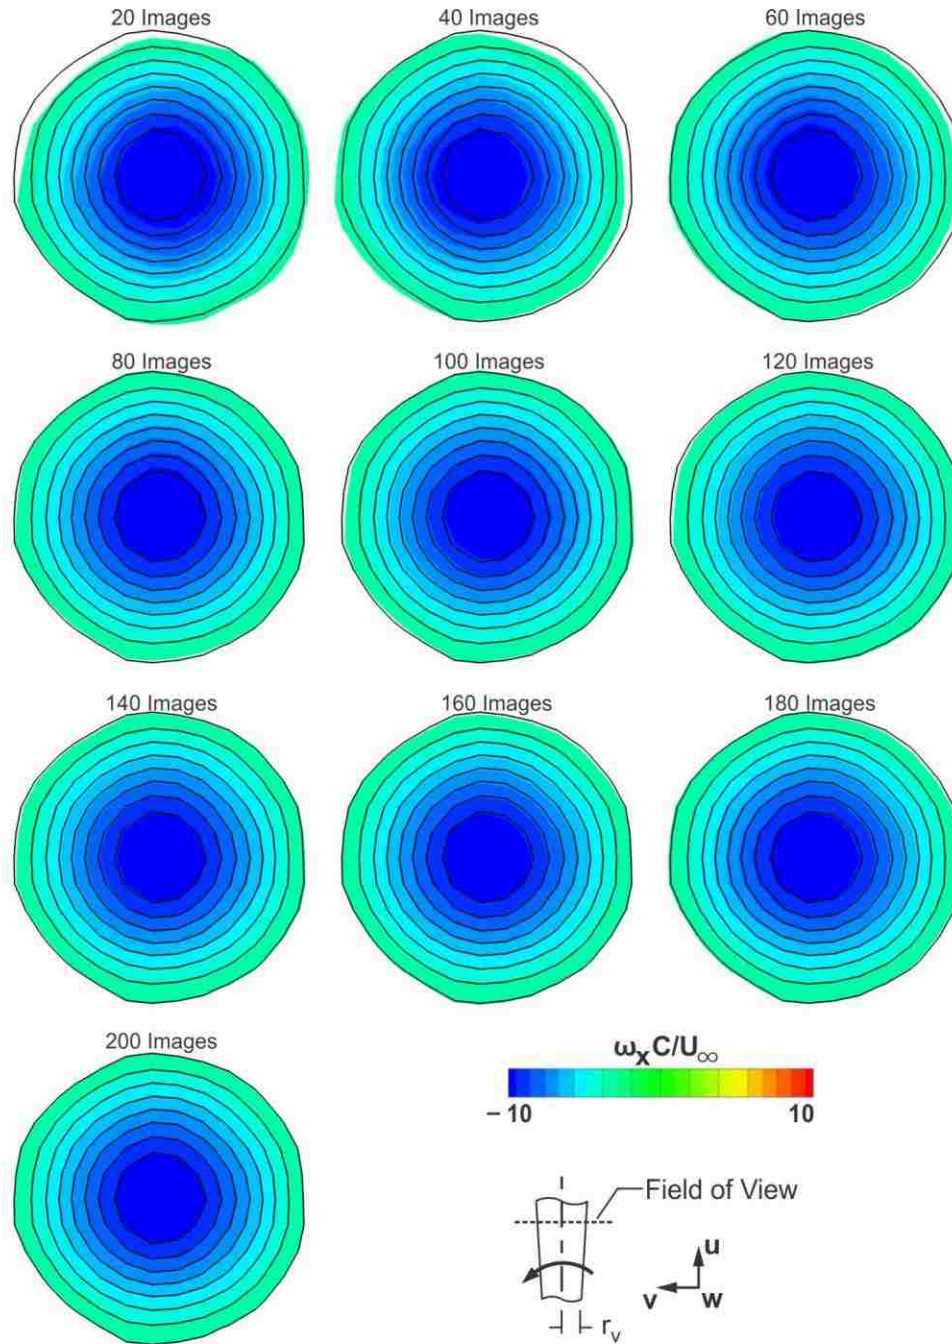 20 Images
40 Images
60 Images
80 Images
100 Images
120 Images
140 Images
160 Images
180 Images
200 Images
ωₓC/U∞
–10
10
Field of View
u
v
w
rᵥ